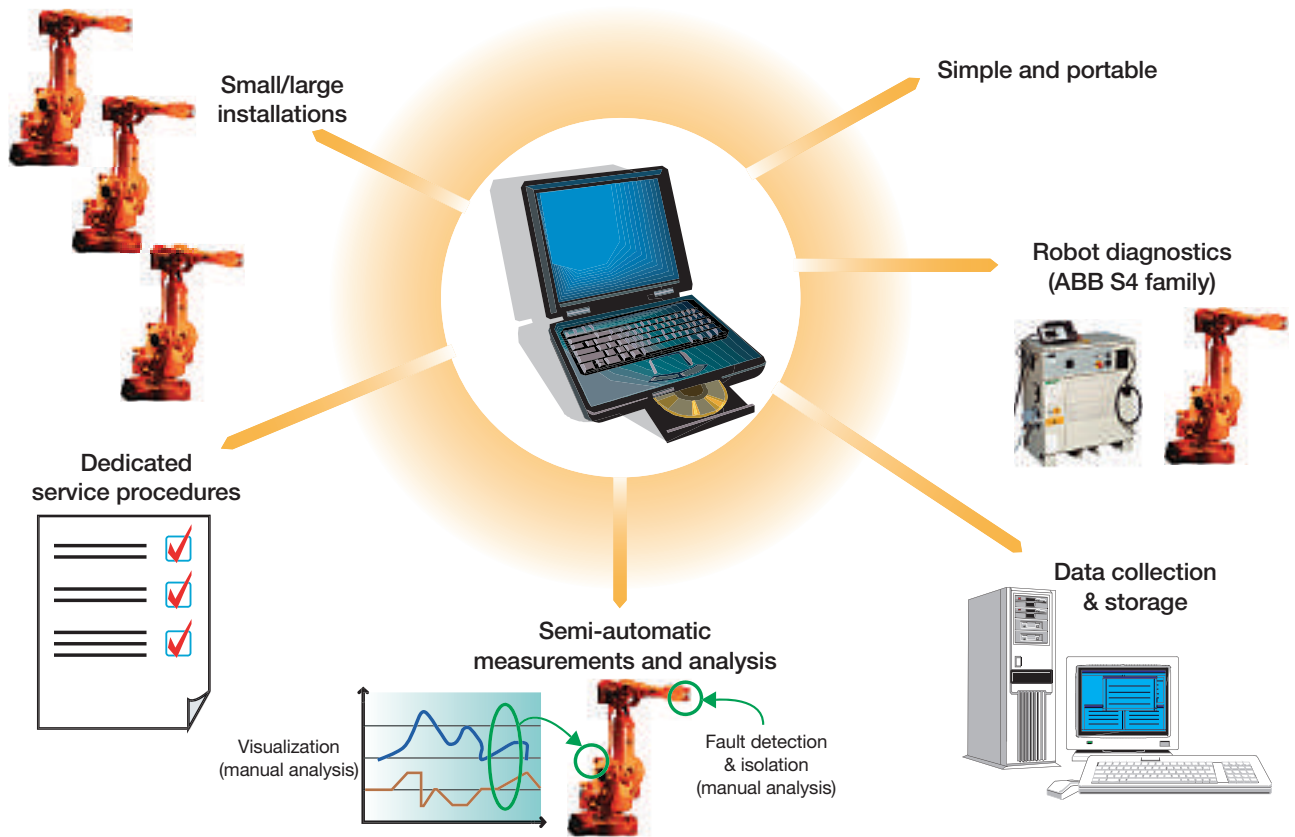 Small/large
installations
Simple and portable
Robot diagnostics
(ABB S4 family)
Dedicated
service procedures
Data collection
& storage
Semi-automatic
measurements and analysis
Visualization
(manual analysis)
Fault detection
& isolation
(manual analysis)